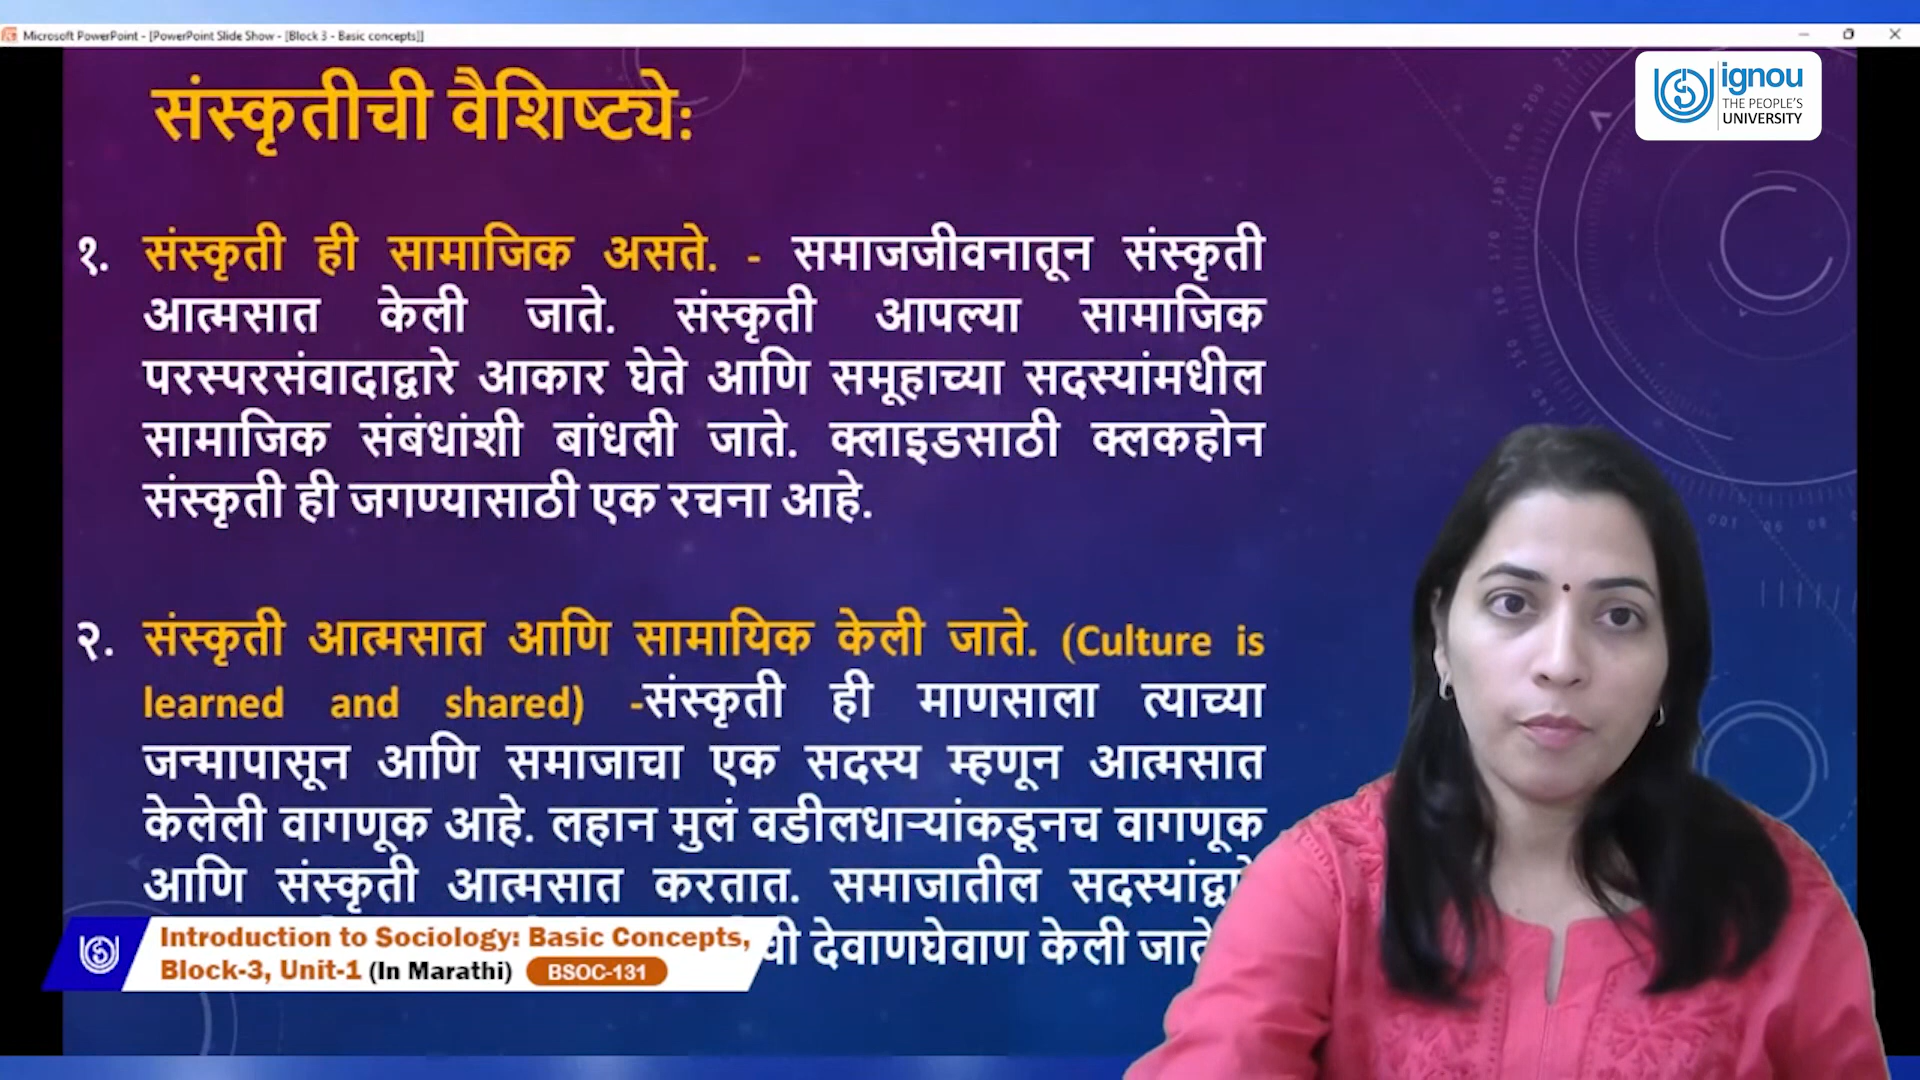 Microsoft PowerPoint - [PowerPoint Slide Show - [Block 3 - Basic concepts]]
ignou
THE PEOPLE'S
UNIVERSITY
संस्कृतीची वैशिष्ट्ये:
१. संस्कृती ही सामाजिक असते. - समाजजीवनातून संस्कृती
आत्मसात केली जाते. संस्कृती आपल्या सामाजिक
परस्परसंवादाद्वारे आकार घेते आणि समूहाच्या सदस्यांमधील
सामाजिक संबंधांशी बांधली जाते. क्लाइडसाठी क्लकहोन
संस्कृती ही जगण्यासाठी एक रचना आहे.
२. संस्कृती आत्मसात आणि सामायिक केली जाते. (Culture is
learned and shared) -संस्कृती ही माणसाला त्याच्या
जन्मापासून आणि समाजाचा एक सदस्य म्हणून आत्मसात
केलेली वागणूक आहे. लहान मुलं वडीलधाऱ्यांकडूनच वागणूक
आणि संस्कृती आत्मसात करतात. समाजातील
देवाणघेवाण केली जाते
Introduction to Sociology: Basic Concepts,
Block-3, Unit-1 (In Marathi) BSOC-131